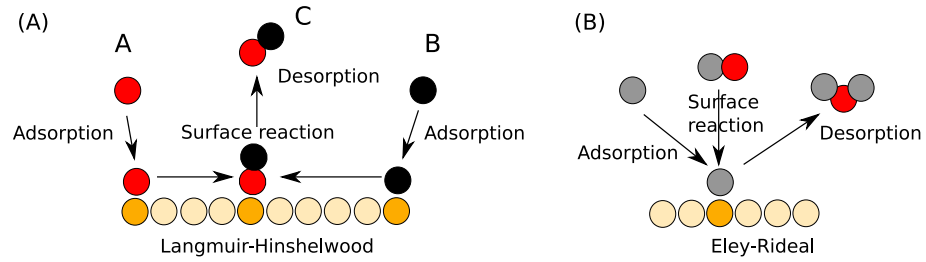 (A)
A
C
B
Desorption
Adsorption
Surface reaction
Adsorption
Langmuir-Hinshelwood
(B)
Surface
reaction
Adsorption
Desorption
Eley-Rideal